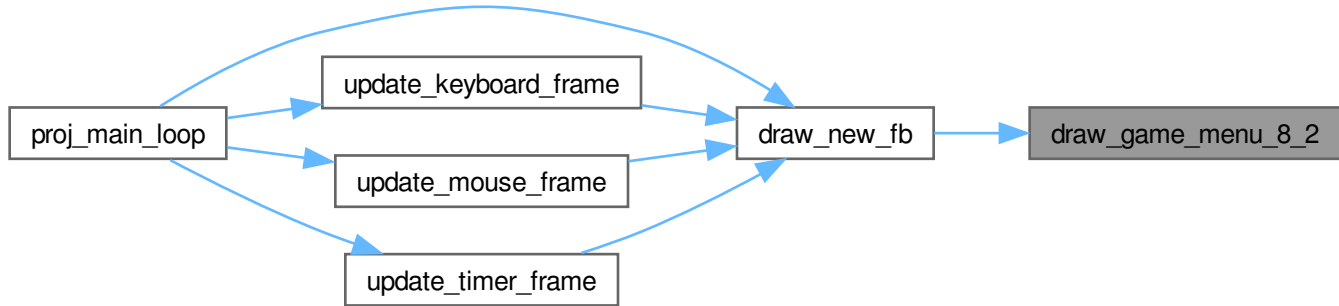 update_keyboard_frame
proj_main_loop
draw_new_fb
draw_game_menu_8_2
update_mouse_frame
update_timer_frame